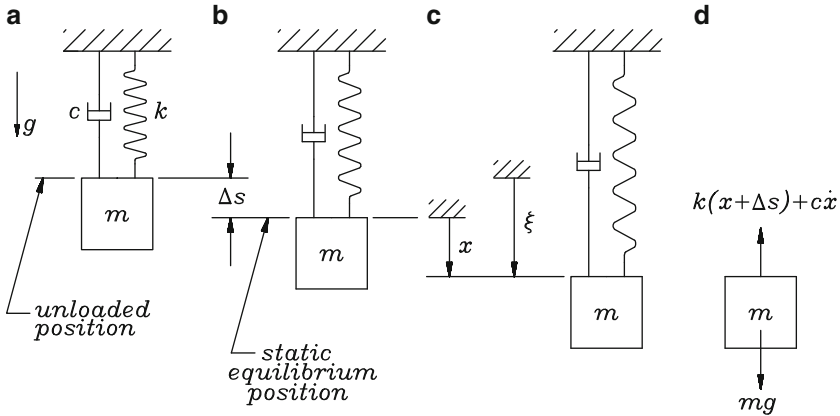 a
b
c
d
g
c
k
m
Δs
m
x
ξ
m
k(x+Δs)+cẋ
m
mg
unloaded
position
static
equilibrium
position